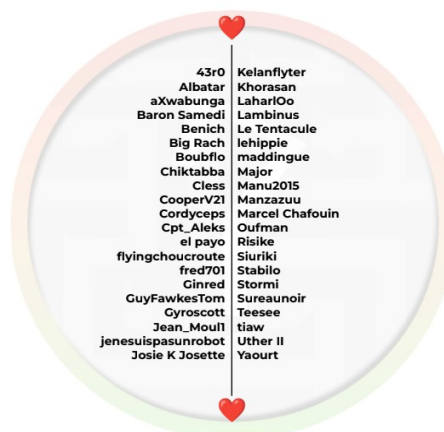 43r0
Albatar
aXwabunga
Baron Samedi
Benich
Big Rach
Boubflo
Chiktabba
Cless
CooperV21
Cordyceps
Cpt_Aleks
el payo
flyingchoucroute
fred701
Ginred
GuyFawkesTom
Gyroscott
Jean_Moul1
jenesuispasunrobot
Josie K Josette
Kelanflyter
Khorasan
LaharlOo
Lambinus
Le Tentacule
lehippie
maddingue
Major
Manu2015
Manzazuu
Marcel Chafouin
Oufman
Risike
Siuriki
Stabilo
Stormi
Sureaunoir
Teesee
tiaw
Uther II
Yaourt